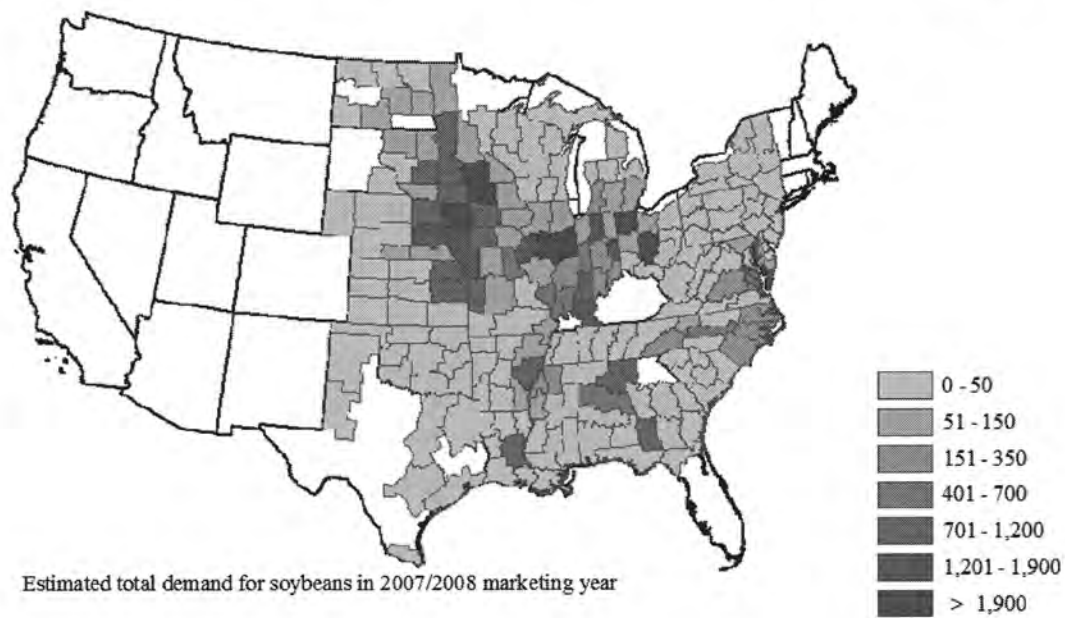 0 - 50
51 - 150
151 - 350
401 - 700
701 - 1,200
1,201 - 1,900
> 1,900
Estimated total demand for soybeans in 2007/2008 marketing year